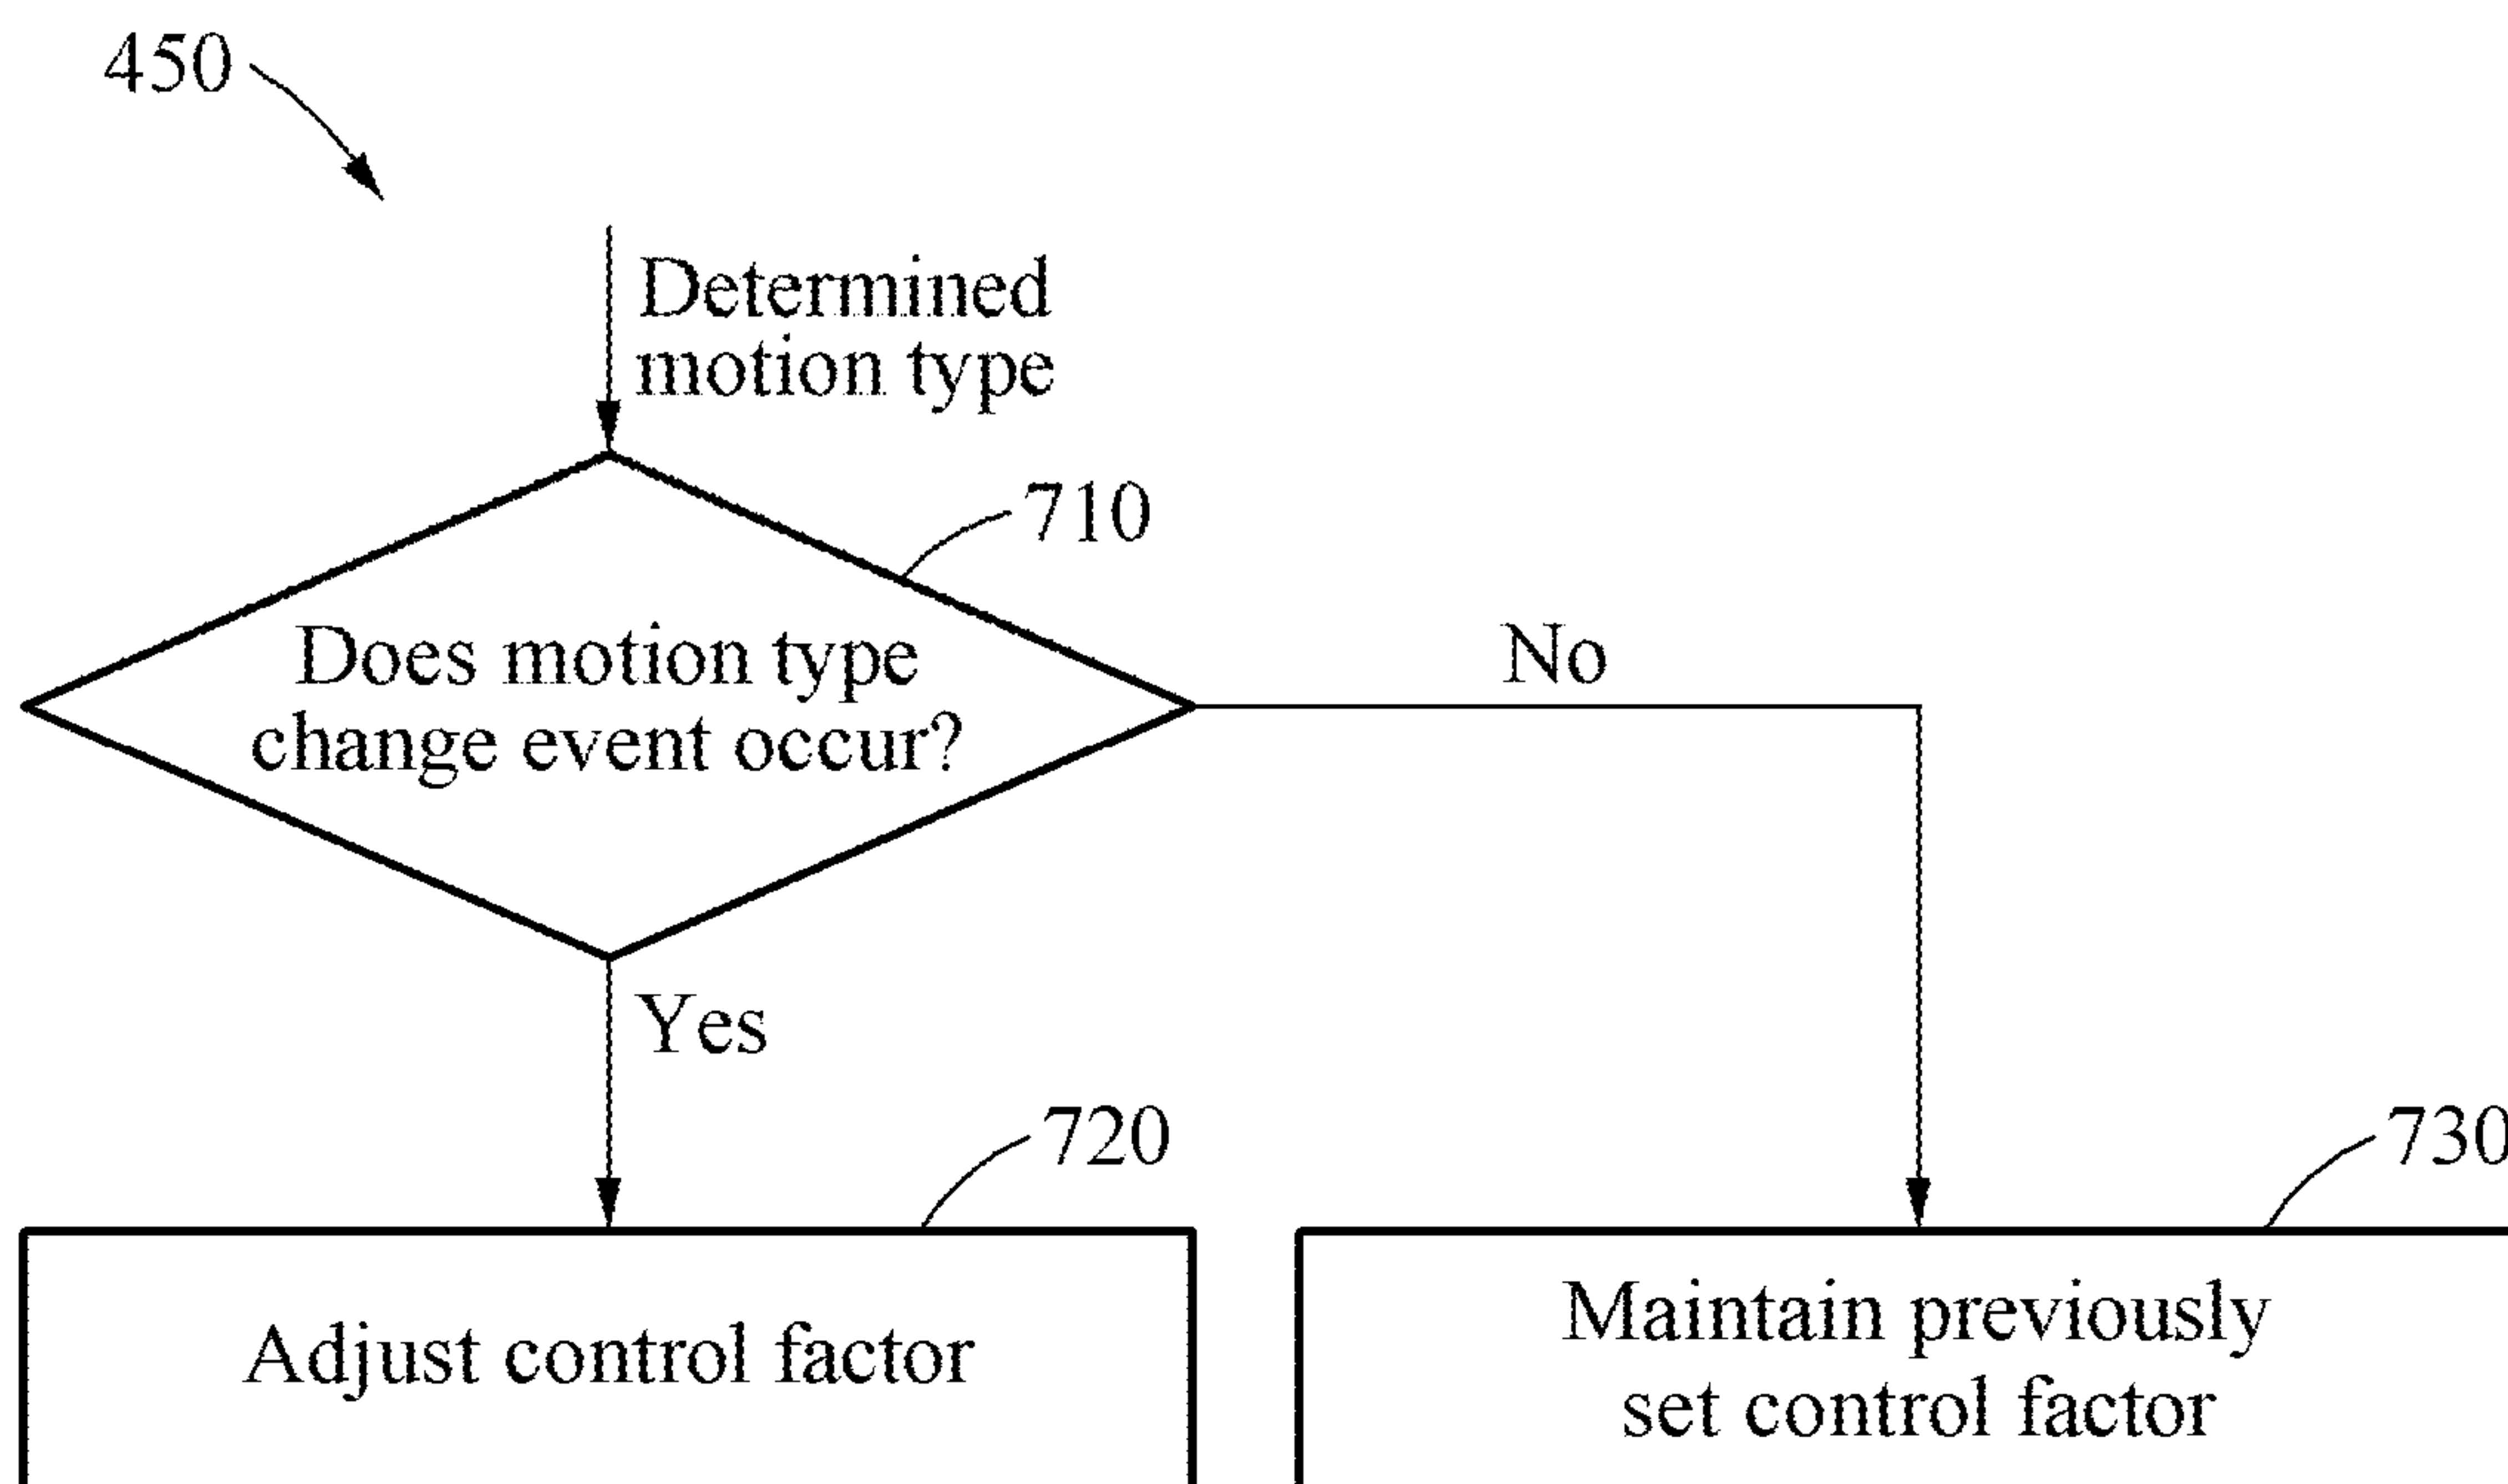 450
Determined
motion type
710
Does motion type
change event occur?
No
Yes
720
730
Adjust control factor
Maintain previously
set control factor